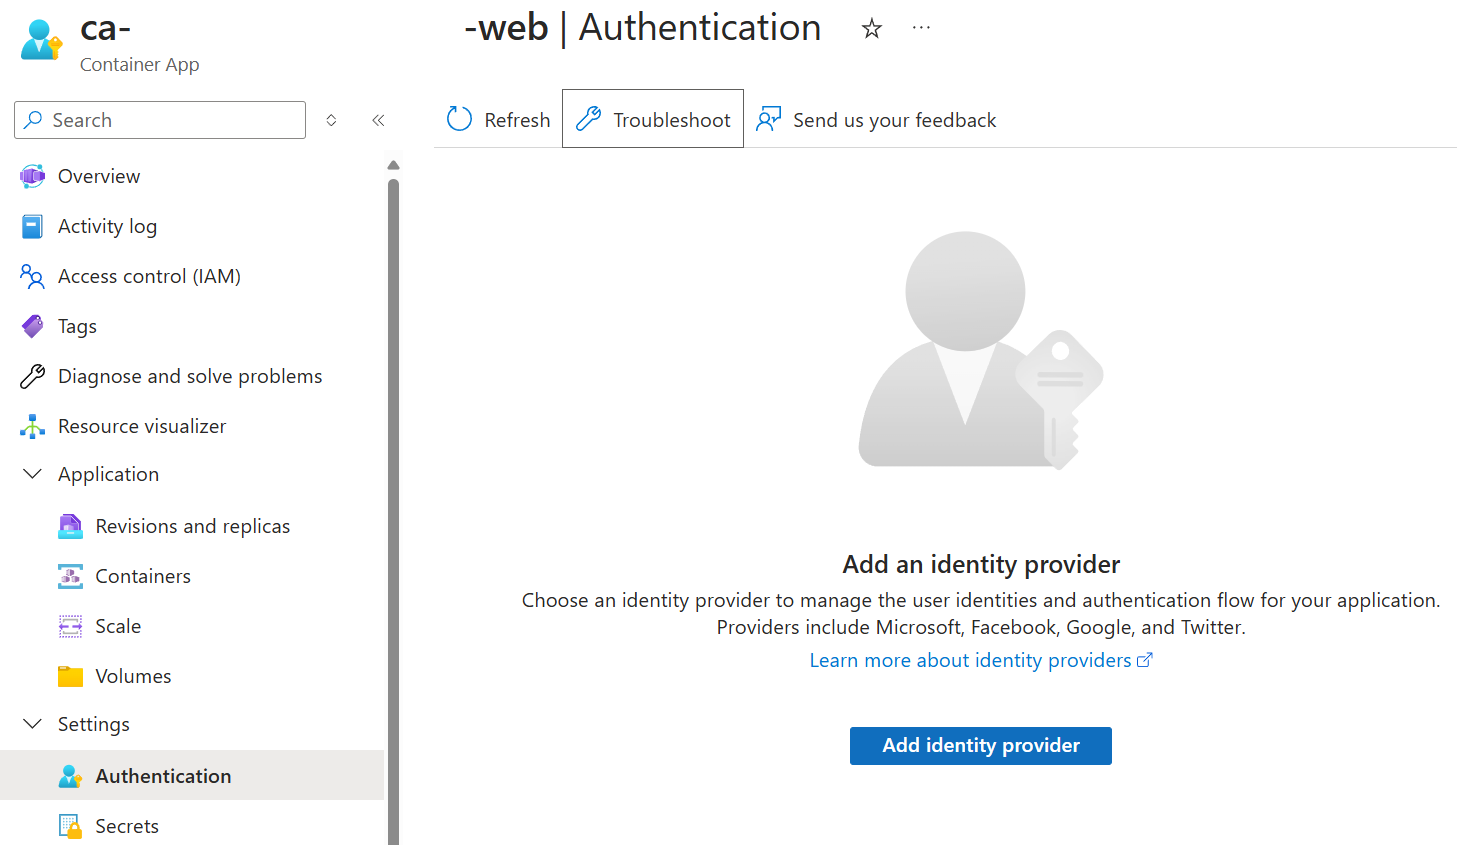 ca-
-web | Authentication
Container App
Search
Refresh
Troubleshoot
Send us your feedback
Overview
Activity log
Access control (IAM)
Tags
Diagnose and solve problems
Resource visualizer
Application
Revisions and replicas
Containers
Scale
Volumes
Settings
Authentication
Secrets
Add an identity provider
Choose an identity provider to manage the user identities and authentication flow for your application.
Providers include Microsoft, Facebook, Google, and Twitter.
Learn more about identity providers
Add identity provider